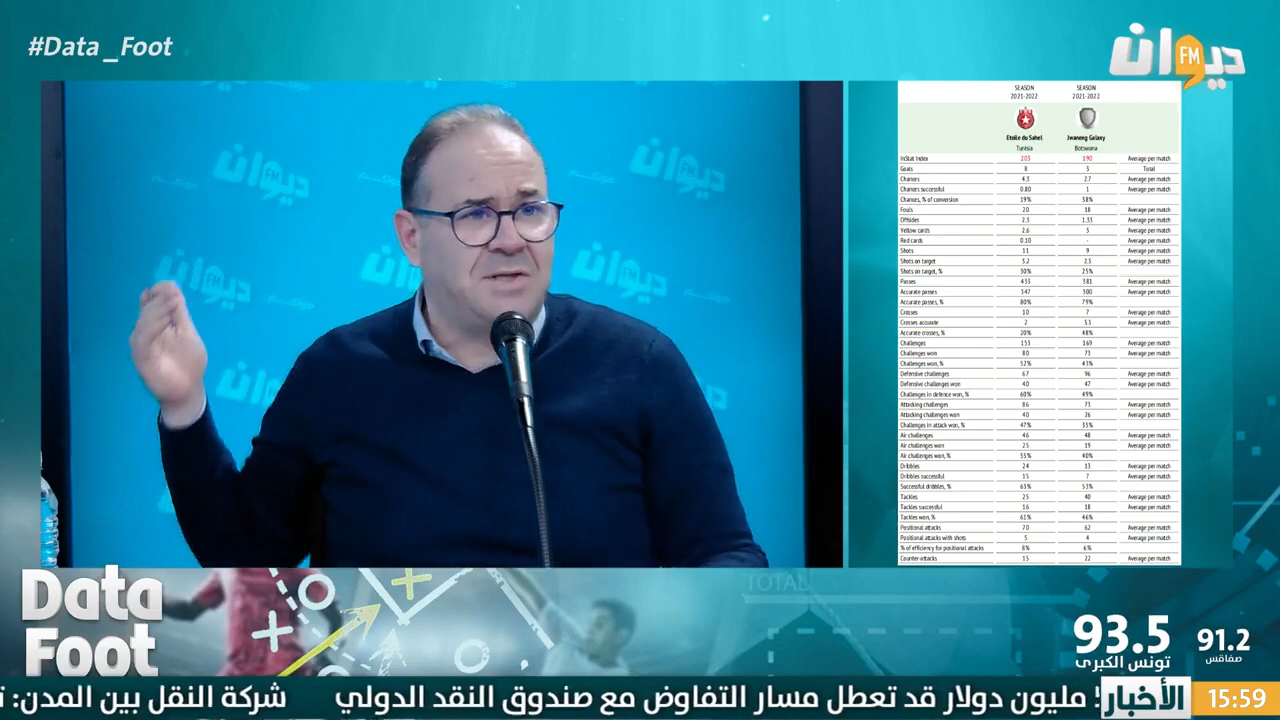 #Data_Foot
ديوان FM
SEASON SEASON
2021-2022 2021-2022
Etoile du Sahel Jwaneng Galaxy
Tunisia Botswana
InStat Index 203 190 Average per match
Goals 8 3 Total
Chances 4.3 2.7 Average per match
Chances successful 0.80 1 Average per match
Chances, % of conversion 19% 38%
Fouls 20 18 Average per match
Offsides 2.3 1.33 Average per match
Yellow cards 2.6 3 Average per match
Red cards 0.10 - Average per match
Shots 11 9 Average per match
Shots on target 3.2 2.3 Average per match
Shots on target, % 30% 25%
Passes 433 381 Average per match
Accurate passes 347 300 Average per match
Accurate passes, % 80% 79%
Crosses 10 7 Average per match
Crosses accurate 2 3.3 Average per match
Accurate crosses, % 20% 48%
Challenges 153 169 Average per match
Challenges won 80 73 Average per match
Challenges won, % 52% 43%
Defensive challenges 67 96 Average per match
Defensive challenges won 40 47 Average per match
Challenges in defence won, % 60% 49%
Attacking challenges 86 73 Average per match
Attacking challenges won 40 26 Average per match
Challenges in attack won, % 47% 35%
Air challenges 46 48 Average per match
Air challenges won 25 19 Average per match
Air challenges won, % 55% 40%
Dribbles 24 13 Average per match
Dribbles successful 15 7 Average per match
Successful dribbles, % 63% 53%
Tackles 25 40 Average per match
Tackles successful 16 18 Average per match
Tackles won, % 61% 46%
Positional attacks 70 62 Average per match
Positional attacks with shots 5 4 Average per match
% of efficiency for positional attacks 8% 6%
Counter-attacks 15 22 Average per match
TOTAL
Data
Foot
93.5 91.2
تونس الكبرى صفاقس
مليون دولار قد تعطل مسار التفاوض مع صندوق النقد الدولي شركة النقل بين المدن:
الأخبار 15:59